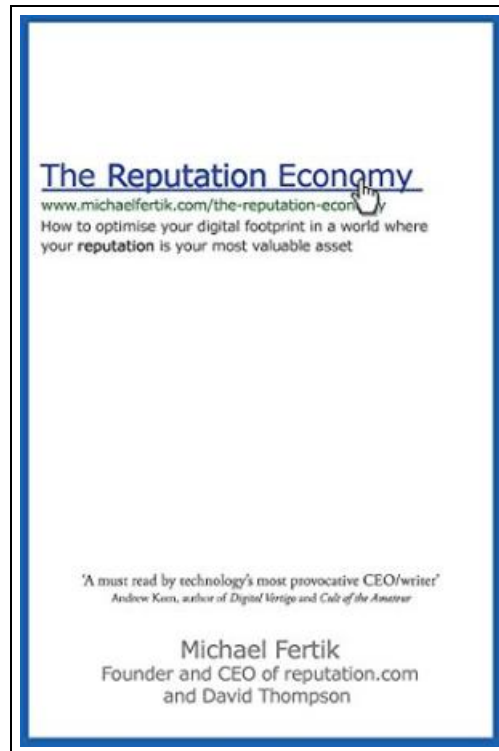 The Reputation Economy
www.michaelfertik.com/the-reputation-economy
How to optimise your digital footprint in a world where
your reputation is your most valuable asset
'A must read by technology's most provocative CEO/writer'
Andrew Keen, author of Digital Vertigo and Cult of the Amateur
Michael Fertik
Founder and CEO of reputation.com
and David Thompson